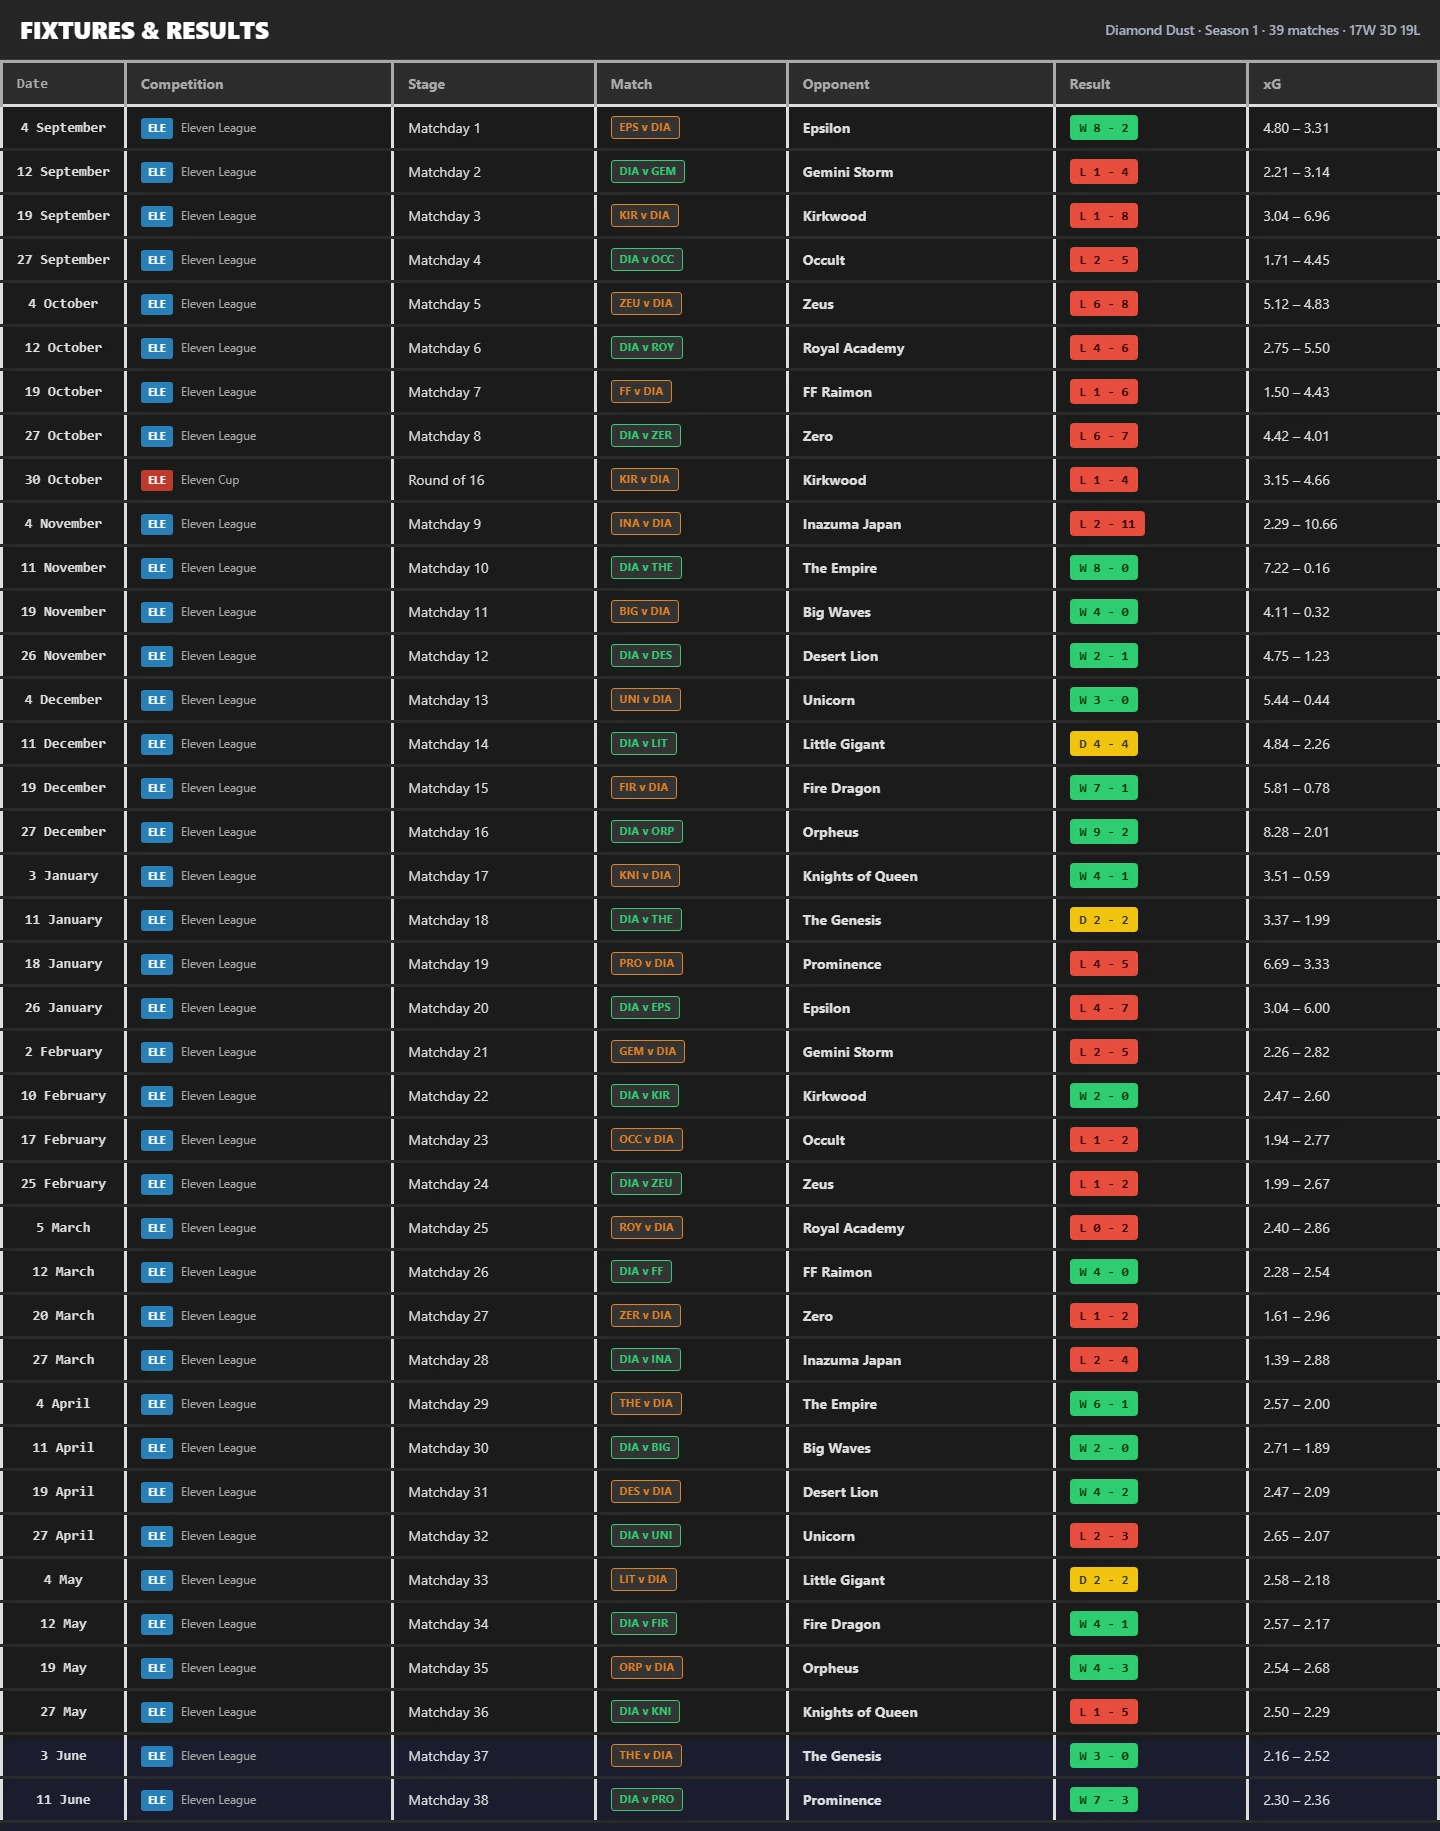 FIXTURES & RESULTS
Diamond Dust · Season 1 · 39 matches · 17W 3D 19L
Date Competition Stage Match Opponent Result xG
4 September ELE Eleven League Matchday 1 EPS v DIA Epsilon W 8 - 2 4.80 – 3.31
12 September ELE Eleven League Matchday 2 DIA v GEM Gemini Storm L 1 - 4 2.21 – 3.14
19 September ELE Eleven League Matchday 3 KIR v DIA Kirkwood L 1 - 8 3.04 – 6.96
27 September ELE Eleven League Matchday 4 DIA v OCC Occult L 2 - 5 1.71 – 4.45
4 October ELE Eleven League Matchday 5 ZEU v DIA Zeus L 6 - 8 5.12 – 4.83
12 October ELE Eleven League Matchday 6 DIA v ROY Royal Academy L 4 - 6 2.75 – 5.50
19 October ELE Eleven League Matchday 7 FF v DIA FF Raimon L 1 - 6 1.50 – 4.43
27 October ELE Eleven League Matchday 8 DIA v ZER Zero L 6 - 7 4.42 – 4.01
30 October ELE Eleven Cup Round of 16 KIR v DIA Kirkwood L 1 - 4 3.15 – 4.66
4 November ELE Eleven League Matchday 9 INA v DIA Inazuma Japan L 2 - 11 2.29 – 10.66
11 November ELE Eleven League Matchday 10 DIA v THE The Empire W 8 - 0 7.22 – 0.16
19 November ELE Eleven League Matchday 11 BIG v DIA Big Waves W 4 - 0 4.11 – 0.32
26 November ELE Eleven League Matchday 12 DIA v DES Desert Lion W 2 - 1 4.75 – 1.23
4 December ELE Eleven League Matchday 13 UNI v DIA Unicorn W 3 - 0 5.44 – 0.44
11 December ELE Eleven League Matchday 14 DIA v LIT Little Gigant D 4 - 4 4.84 – 2.26
19 December ELE Eleven League Matchday 15 FIR v DIA Fire Dragon W 7 - 1 5.81 – 0.78
27 December ELE Eleven League Matchday 16 DIA v ORP Orpheus W 9 - 2 8.28 – 2.01
3 January ELE Eleven League Matchday 17 KNI v DIA Knights of Queen W 4 - 1 3.51 – 0.59
11 January ELE Eleven League Matchday 18 DIA v THE The Genesis D 2 - 2 3.37 – 1.99
18 January ELE Eleven League Matchday 19 PRO v DIA Prominence L 4 - 5 6.69 – 3.33
26 January ELE Eleven League Matchday 20 DIA v EPS Epsilon L 4 - 7 3.04 – 6.00
2 February ELE Eleven League Matchday 21 GEM v DIA Gemini Storm L 2 - 5 2.26 – 2.82
10 February ELE Eleven League Matchday 22 DIA v KIR Kirkwood W 2 - 0 2.47 – 2.60
17 February ELE Eleven League Matchday 23 OCC v DIA Occult L 1 - 2 1.94 – 2.77
25 February ELE Eleven League Matchday 24 DIA v ZEU Zeus L 1 - 2 1.99 – 2.67
5 March ELE Eleven League Matchday 25 ROY v DIA Royal Academy L 0 - 2 2.40 – 2.86
12 March ELE Eleven League Matchday 26 DIA v FF FF Raimon W 4 - 0 2.28 – 2.54
20 March ELE Eleven League Matchday 27 ZER v DIA Zero L 1 - 2 1.61 – 2.96
27 March ELE Eleven League Matchday 28 DIA v INA Inazuma Japan L 2 - 4 1.39 – 2.88
4 April ELE Eleven League Matchday 29 THE v DIA The Empire W 6 - 1 2.57 – 2.00
11 April ELE Eleven League Matchday 30 DIA v BIG Big Waves W 2 - 0 2.71 – 1.89
19 April ELE Eleven League Matchday 31 DES v DIA Desert Lion W 4 - 2 2.47 – 2.09
27 April ELE Eleven League Matchday 32 DIA v UNI Unicorn L 2 - 3 2.65 – 2.07
4 May ELE Eleven League Matchday 33 LIT v DIA Little Gigant D 2 - 2 2.58 – 2.18
12 May ELE Eleven League Matchday 34 DIA v FIR Fire Dragon W 4 - 1 2.57 – 2.17
19 May ELE Eleven League Matchday 35 ORP v DIA Orpheus W 4 - 3 2.54 – 2.68
27 May ELE Eleven League Matchday 36 DIA v KNI Knights of Queen L 1 - 5 2.50 – 2.29
3 June ELE Eleven League Matchday 37 THE v DIA The Genesis W 3 - 0 2.16 – 2.52
11 June ELE Eleven League Matchday 38 DIA v PRO Prominence W 7 - 3 2.30 – 2.36